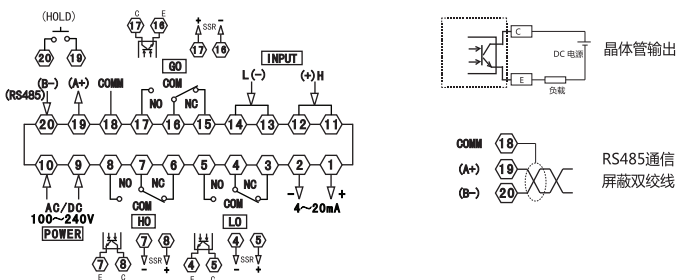 (HOLD)
20 19
C E
17 16
+ SSR -
17 16
GO
INPUT
(B-) (A+) COMM
(RS485)
COM
NO NC
L(-) (+)H
20 19 18 17 16 15 14 13 12 11
10 9 8 7 6 5 4 3 2 1
AC/DC
100～240V
POWER
NO NC
COM
HO
NO NC
COM
LO
- +
4～20mA
7 8
E C
7 8
SSR
- +
4 5
E C
4 5
SSR
- +
C
E
DC 电源
负载
晶体管输出
COMM 18
(A+) 19
(B-) 20
RS485通信
屏蔽双绞线